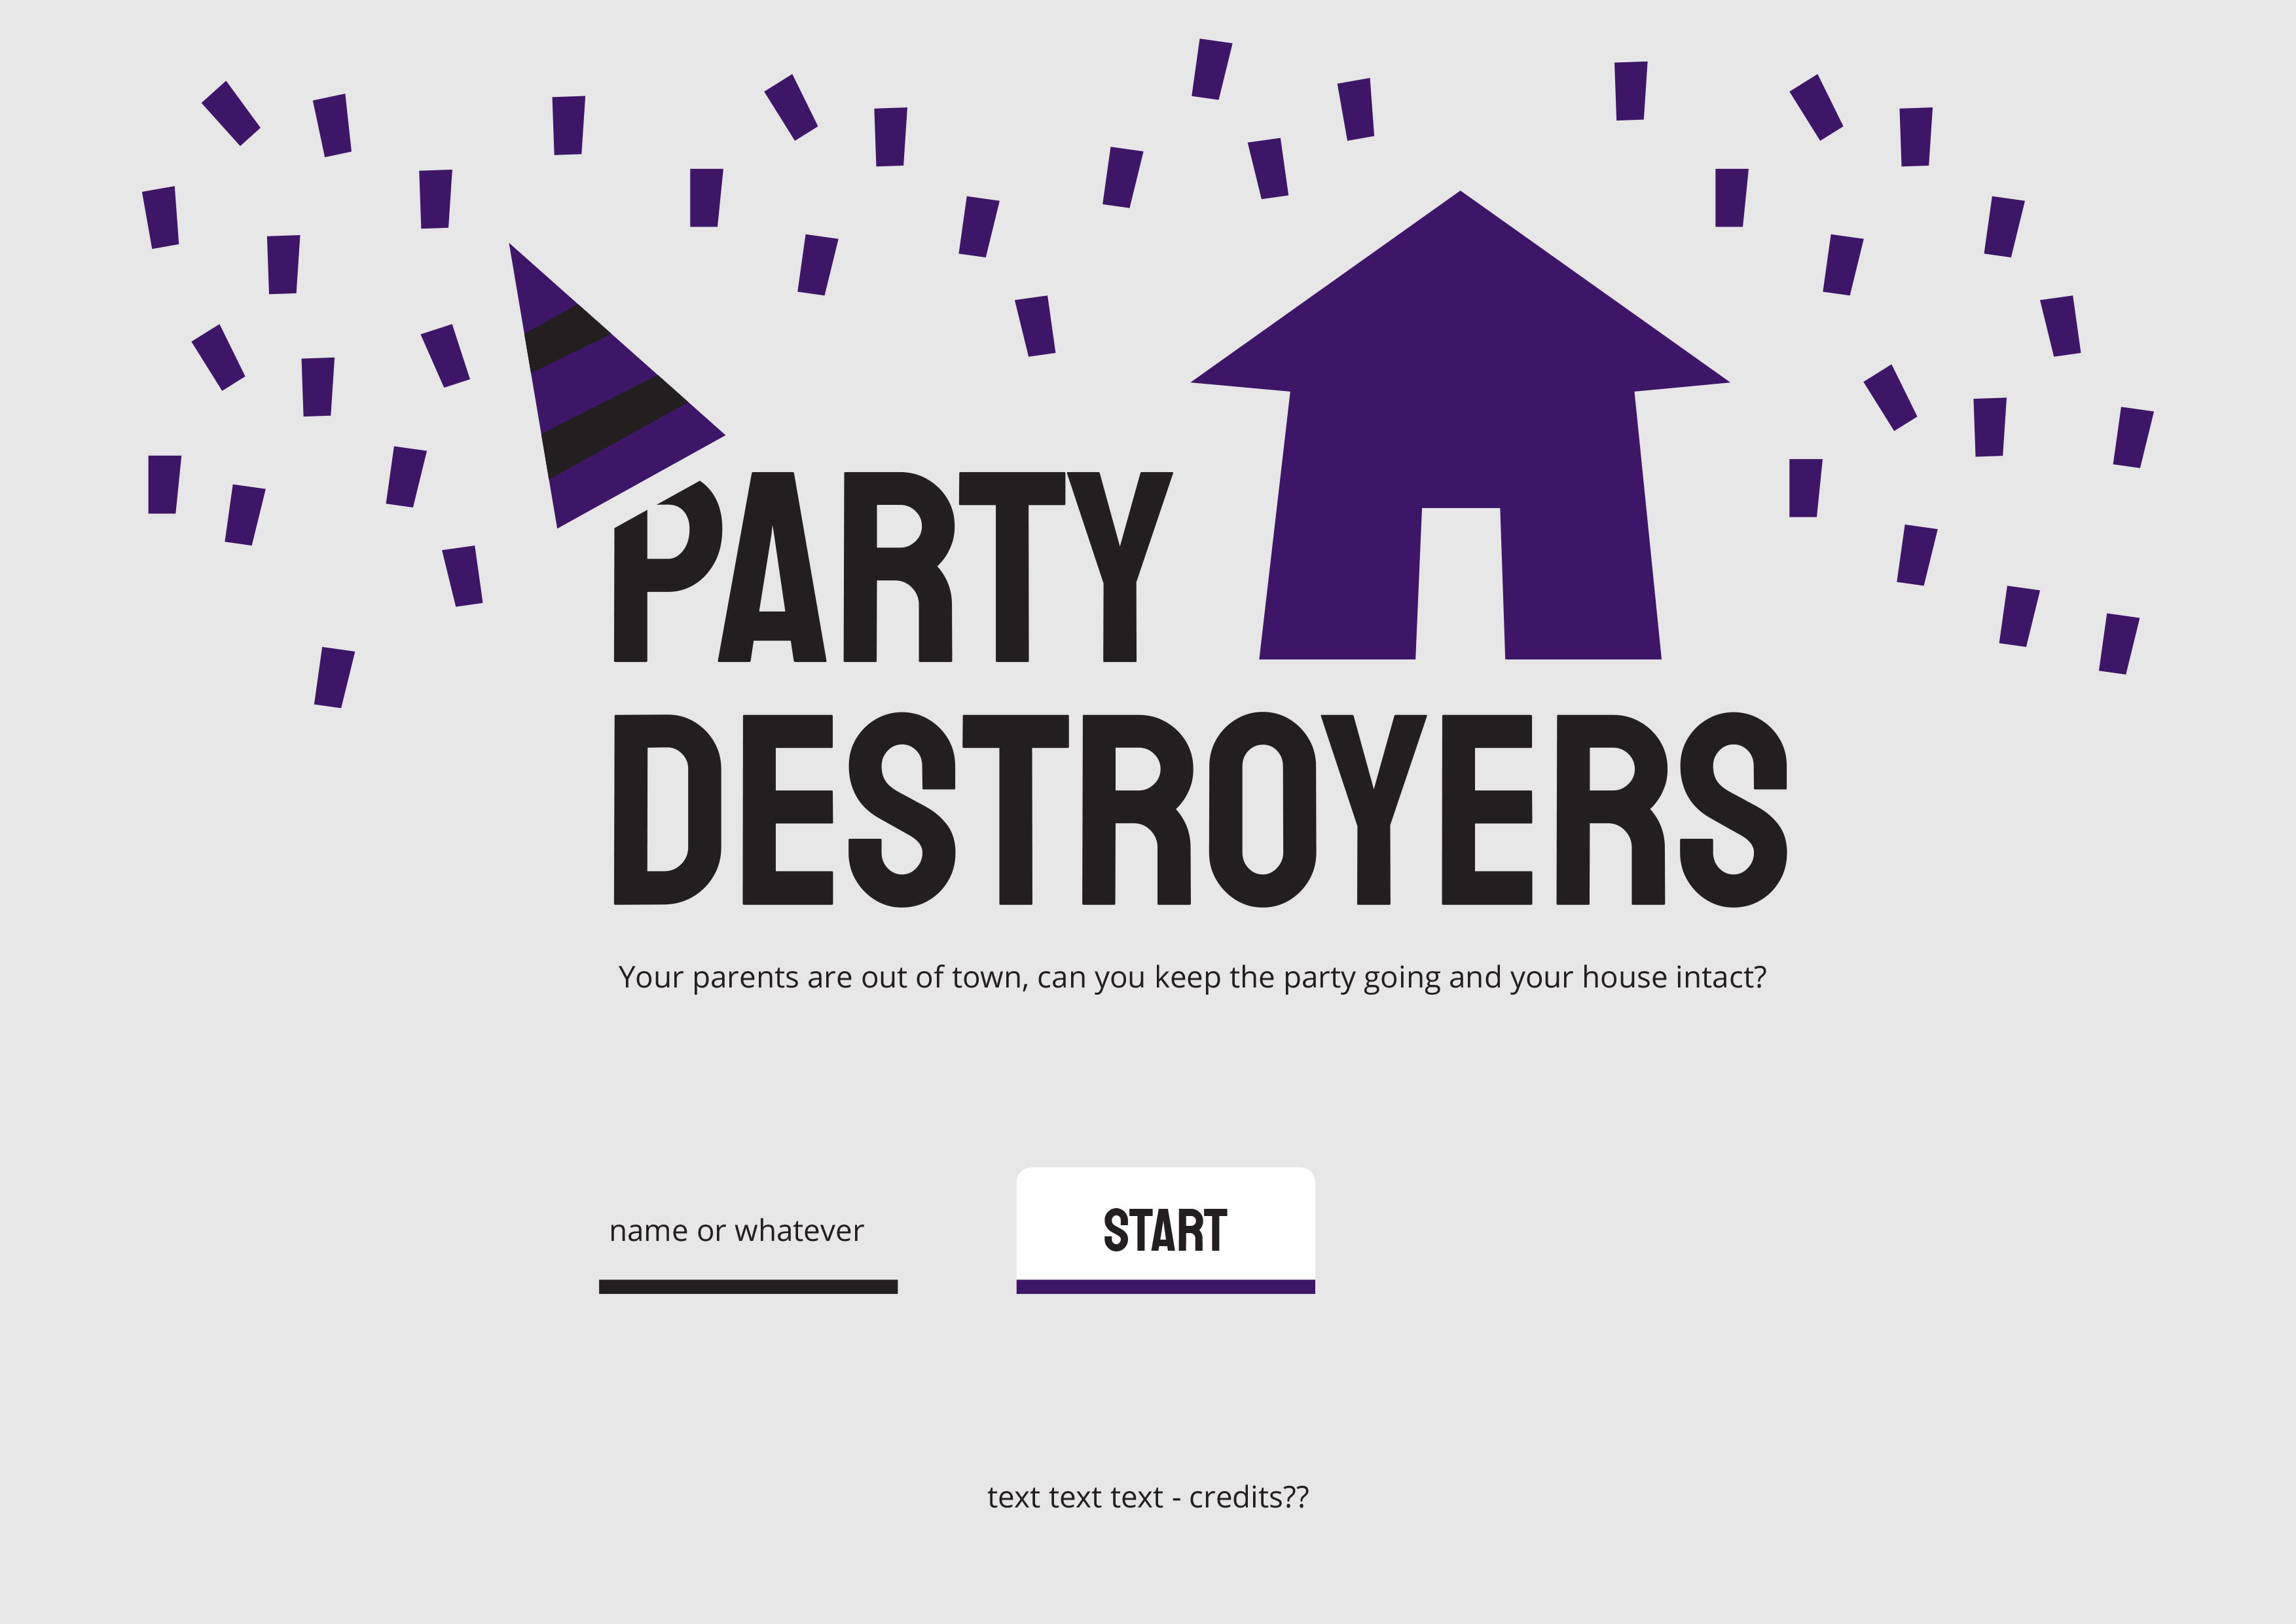 PARTY
DESTROYERS
Your parents are out of town, can you keep the party going and your house intact?
name or whatever
START
text text text - credits??